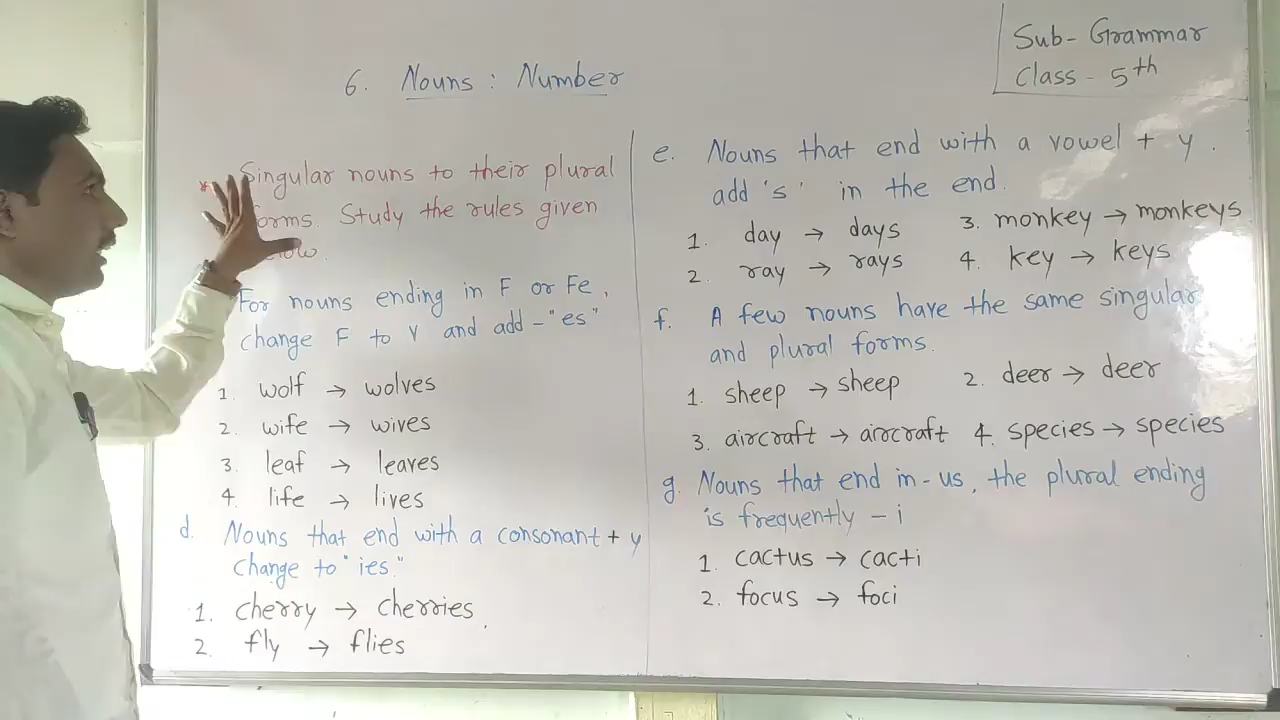 Sub- Grammar
Class - 5th
6. Nouns : Number
* Singular nouns to their plural
forms. Study the rules given
For nouns ending in F or Fe,
change F to V and add -"es"
1. wolf → wolves
2. wife → wives
3. leaf → leaves
4. life → lives
d. Nouns that end with a consonant + y
change to "ies."
1. cherry → cherries.
2. fly → flies
e. Nouns that end with a vowel + y.
add 's' in the end.
1. day → days 3. monkey → monkeys
2. ray → rays 4. key → keys
f. A few nouns have the same singular
and plural forms.
1. sheep → sheep 2. deer → deer
3. aircraft → aircraft 4. species → species
g. Nouns that end in - us, the plural ending
is frequently - i
1. cactus → cacti
2. focus → foci